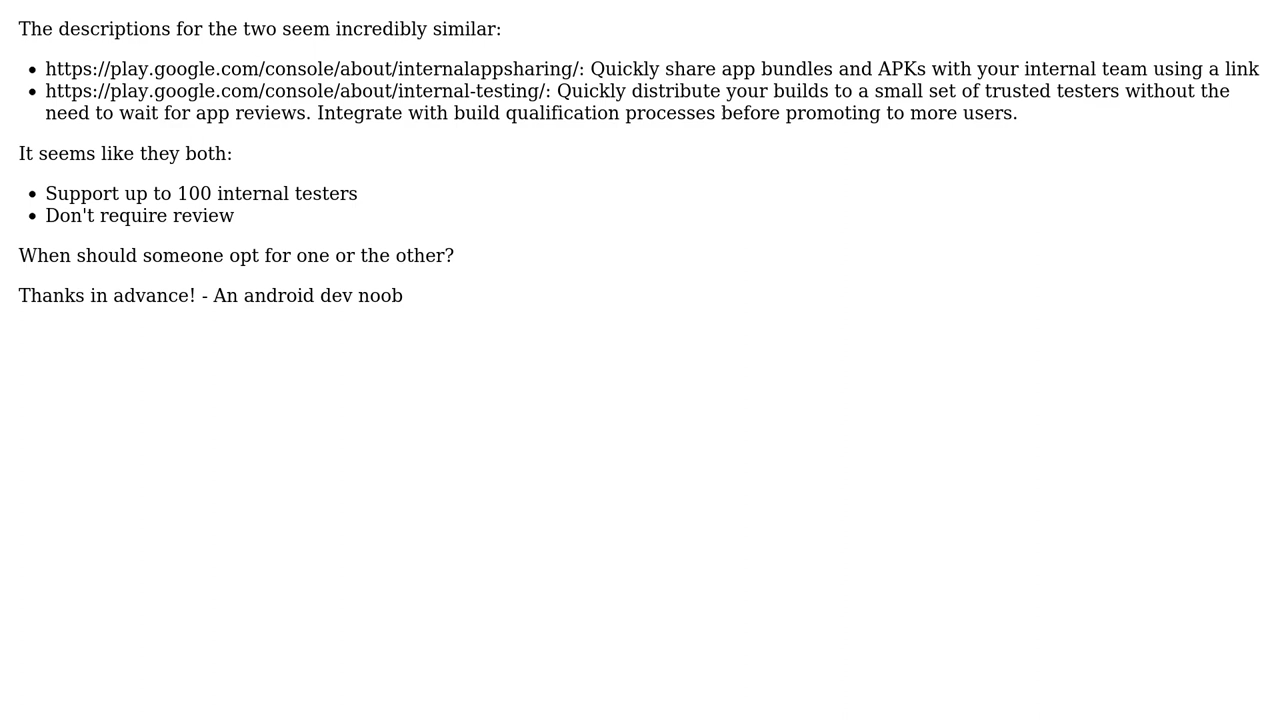 The descriptions for the two seem incredibly similar:
• https://play.google.com/console/about/internalappsharing/: Quickly share app bundles and APKs with your internal team using a link
• https://play.google.com/console/about/internal-testing/: Quickly distribute your builds to a small set of trusted testers without the
need to wait for app reviews. Integrate with build qualification processes before promoting to more users.
It seems like they both:
• Support up to 100 internal testers
• Don't require review
When should someone opt for one or the other?
Thanks in advance! - An android dev noob